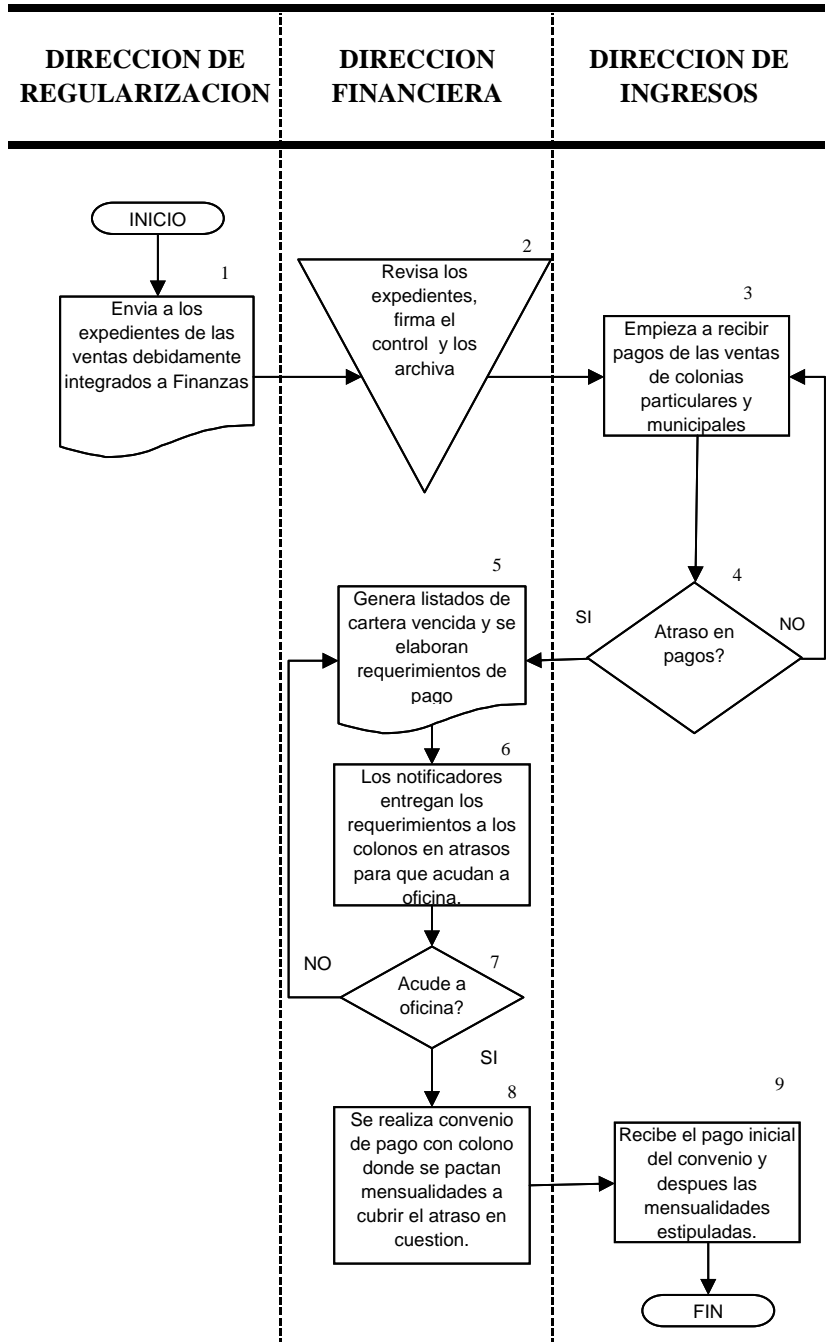 DIRECCION DE
REGULARIZACION
DIRECCION
FINANCIERA
DIRECCION DE
INGRESOS
INICIO
1
Envia a los
expedientes de las
ventas debidamente
integrados a Finanzas
2
Revisa los
expedientes,
firma el
control y los
archiva
3
Empieza a recibir
pagos de las ventas
de colonias
particulares y
municipales
4
Atraso en
pagos?
SI
NO
5
Genera listados de
cartera vencida y se
elaboran
requerimientos de
pago
6
Los notificadores
entregan los
requerimientos a los
colonos en atrasos
para que acudan a
oficina.
7
Acude a
oficina?
NO
SI
8
Se realiza convenio
de pago con colono
donde se pactan
mensualidades a
cubrir el atraso en
cuestion.
9
Recibe el pago inicial
del convenio y
despues las
mensualidades
estipuladas.
FIN